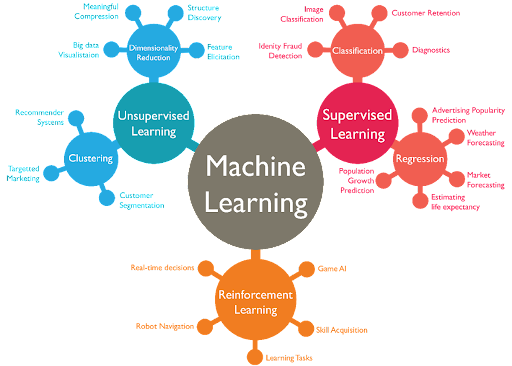 Meaningful
Compression
Structure
Discovery
Big data
Visualistaion
Dimensionality
Reduction
Feature
Elicitation
Unsupervised
Learning
Recommender
Systems
Clustering
Targetted
Marketing
Customer
Segmentation
Machine
Learning
Image
Classification
Customer Retention
Idenity Fraud
Detection
Classification
Diagnostics
Supervised
Learning
Advertising Popularity
Prediction
Weather
Forecasting
Regression
Population
Growth
Prediction
Market
Forecasting
Estimating
life expectancy
Real-time decisions
Game AI
Reinforcement
Learning
Robot Navigation
Skill Acquisition
Learning Tasks